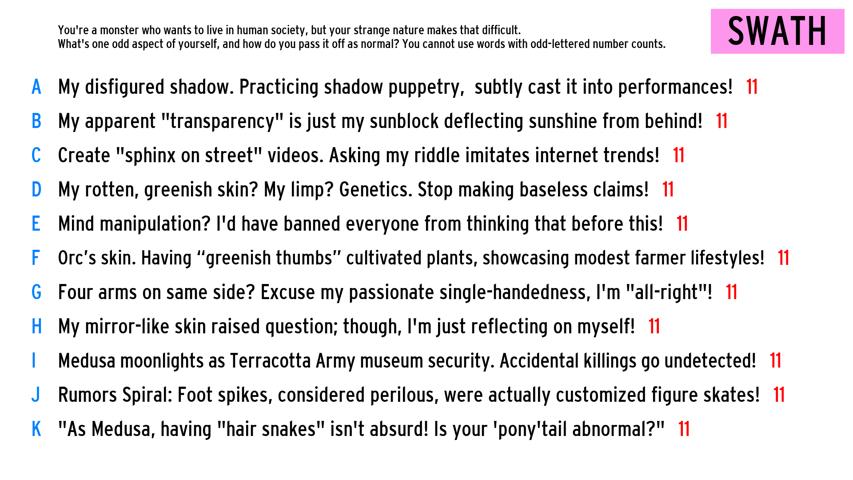 You're a monster who wants to live in human society, but your strange nature makes that difficult.
What's one odd aspect of yourself, and how do you pass it off as normal? You cannot use words with odd-lettered number counts.
SWATH
A My disfigured shadow. Practicing shadow puppetry,  subtly cast it into performances! 11
B My apparent "transparency" is just my sunblock deflecting sunshine from behind! 11
C Create "sphinx on street" videos. Asking my riddle imitates internet trends! 11
D My rotten, greenish skin? My limp? Genetics. Stop making baseless claims! 11
E Mind manipulation? I'd have banned everyone from thinking that before this! 11
F Orc’s skin. Having “greenish thumbs” cultivated plants, showcasing modest farmer lifestyles! 11
G Four arms on same side? Excuse my passionate single-handedness, I'm "all-right"! 11
H My mirror-like skin raised question; though, I'm just reflecting on myself! 11
I Medusa moonlights as Terracotta Army museum security. Accidental killings go undetected! 11
J Rumors Spiral: Foot spikes, considered perilous, were actually customized figure skates! 11
K "As Medusa, having "hair snakes" isn't absurd! Is your 'pony'tail abnormal?" 11